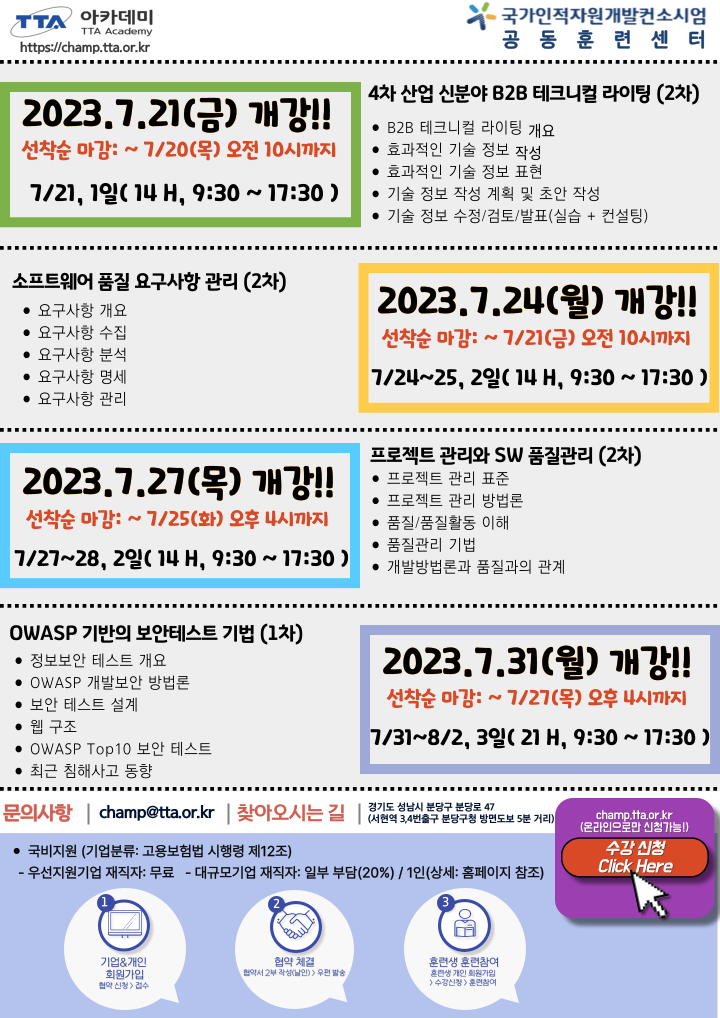 TTA 아카데미
TTA Academy
https://champ.tta.or.kr
국가인적자원개발컨소시엄
공동훈련센터
2023.7.21(금) 개강!!
선착순 마감: ~ 7/20(목) 오전 10시까지
7/21, 1일( 14 H, 9:30 ~ 17:30 )
4차 산업 신분야 B2B 테크니컬 라이팅 (2차)
• B2B 테크니컬 라이팅 개요
• 효과적인 기술 정보 작성
• 효과적인 기술 정보 표현
• 기술 정보 작성 계획 및 초안 작성
• 기술 정보 수정/검토/발표(실습 + 컨설팅)
소프트웨어 품질 요구사항 관리 (2차)
• 요구사항 개요
• 요구사항 수집
• 요구사항 분석
• 요구사항 명세
• 요구사항 관리
2023.7.24(월) 개강!!
선착순 마감: ~ 7/21(금) 오전 10시까지
7/24~25, 2일( 14 H, 9:30 ~ 17:30 )
2023.7.27(목) 개강!!
선착순 마감: ~ 7/25(화) 오후 4시까지
7/27~28, 2일( 14 H, 9:30 ~ 17:30 )
프로젝트 관리와 SW 품질관리 (2차)
• 프로젝트 관리 표준
• 프로젝트 관리 방법론
• 품질/품질활동 이해
• 품질관리 기법
• 개발방법론과 품질과의 관계
OWASP 기반의 보안테스트 기법 (1차)
• 정보보안 테스트 개요
• OWASP 개발보안 방법론
• 보안 테스트 설계
• 웹 구조
• OWASP Top10 보안 테스트
• 최근 침해사고 동향
2023.7.31(월) 개강!!
선착순 마감: ~ 7/27(목) 오후 4시까지
7/31~8/2, 3일( 21 H, 9:30 ~ 17:30 )
문의사항 | champ@tta.or.kr | 찾아오시는 길 |
경기도 성남시 분당구 분당로 47
(서현역 3,4번출구 분당구청 방면도보 5분 거리)
champ.tta.or.kr
(온라인으로만 신청가능!)
수강 신청
Click Here
• 국비지원 (기업분류: 고용보험법 시행령 제12조)
- 우선지원기업 재직자: 무료 - 대규모기업 재직자: 일부 부담(20%) / 1인(상세: 홈페이지 참조)
1
기업&개인
회원가입
협약 신청 > 접수
2
협약 체결
협약서 2부 작성(날인) > 우편 발송
3
훈련생 훈련참여
훈련생 개인 회원가입
> 수강신청 > 훈련참여